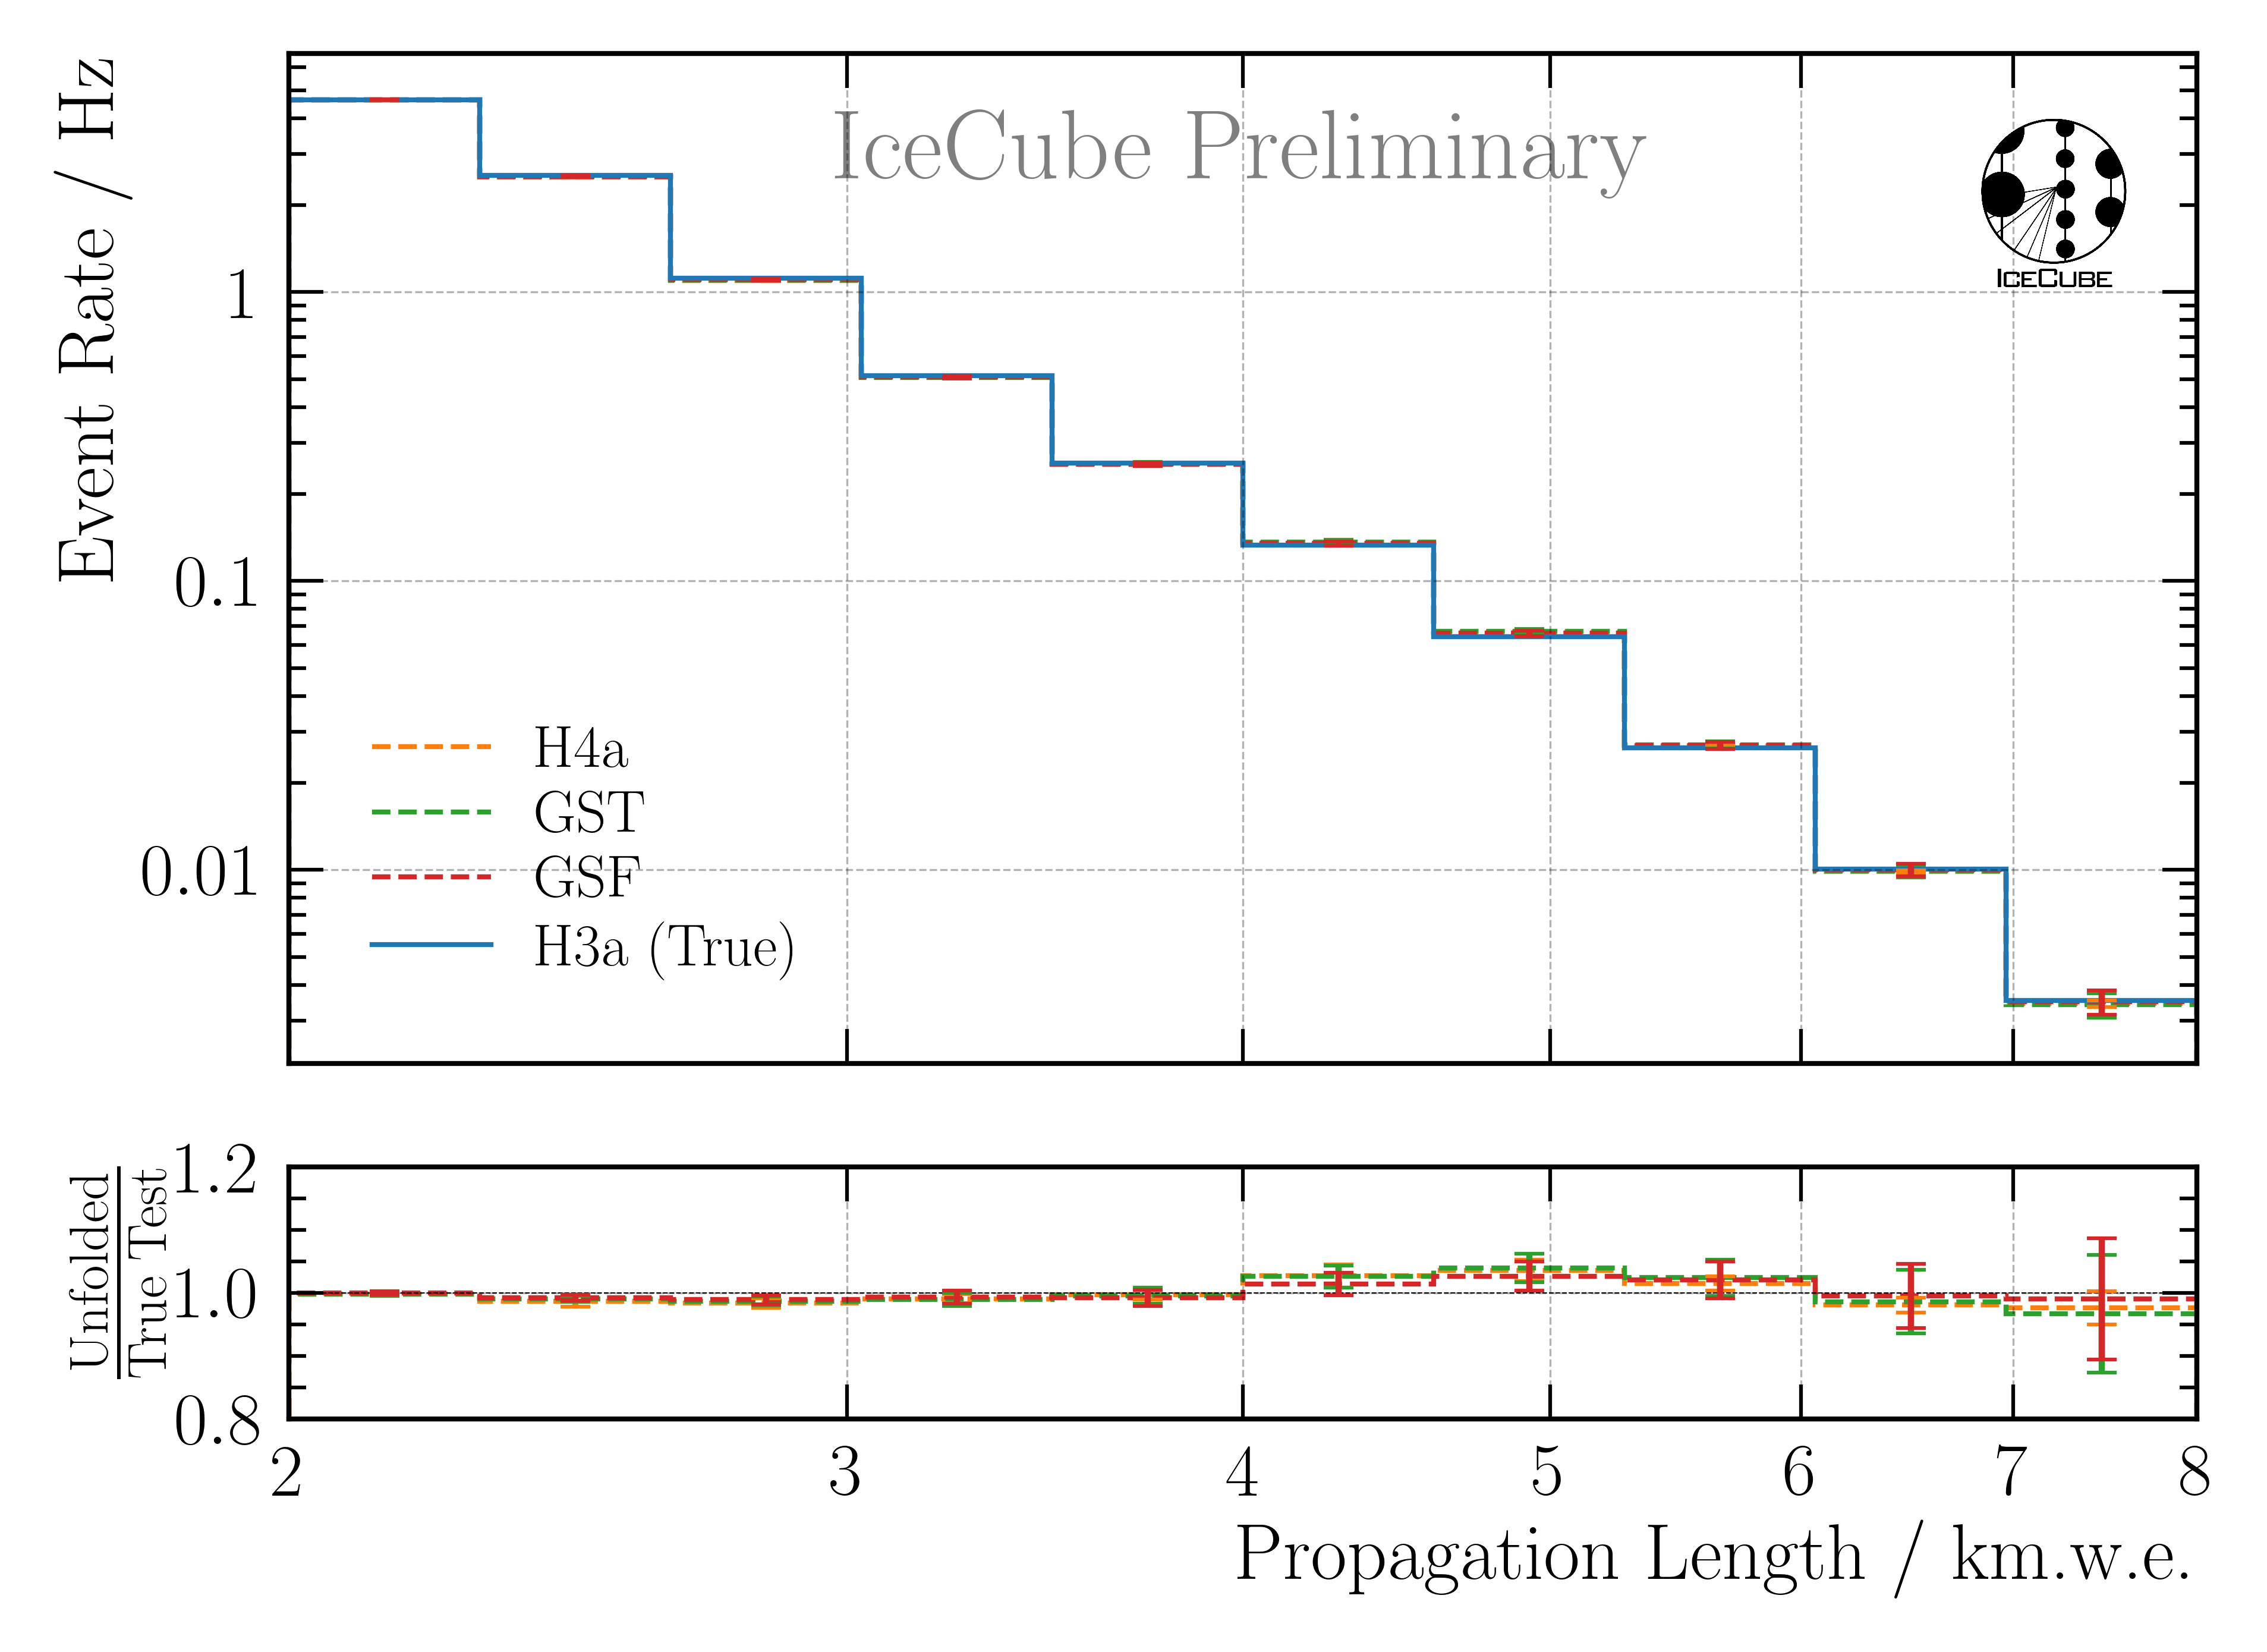 IceCube Preliminary
ICECUBE
Event Rate / Hz
1
0.1
0.01
H4a
GST
GSF
H3a (True)
Unfolded
True Test
1.2
1.0
0.8
2 3 4 5 6 7 8
Propagation Length / km.w.e.